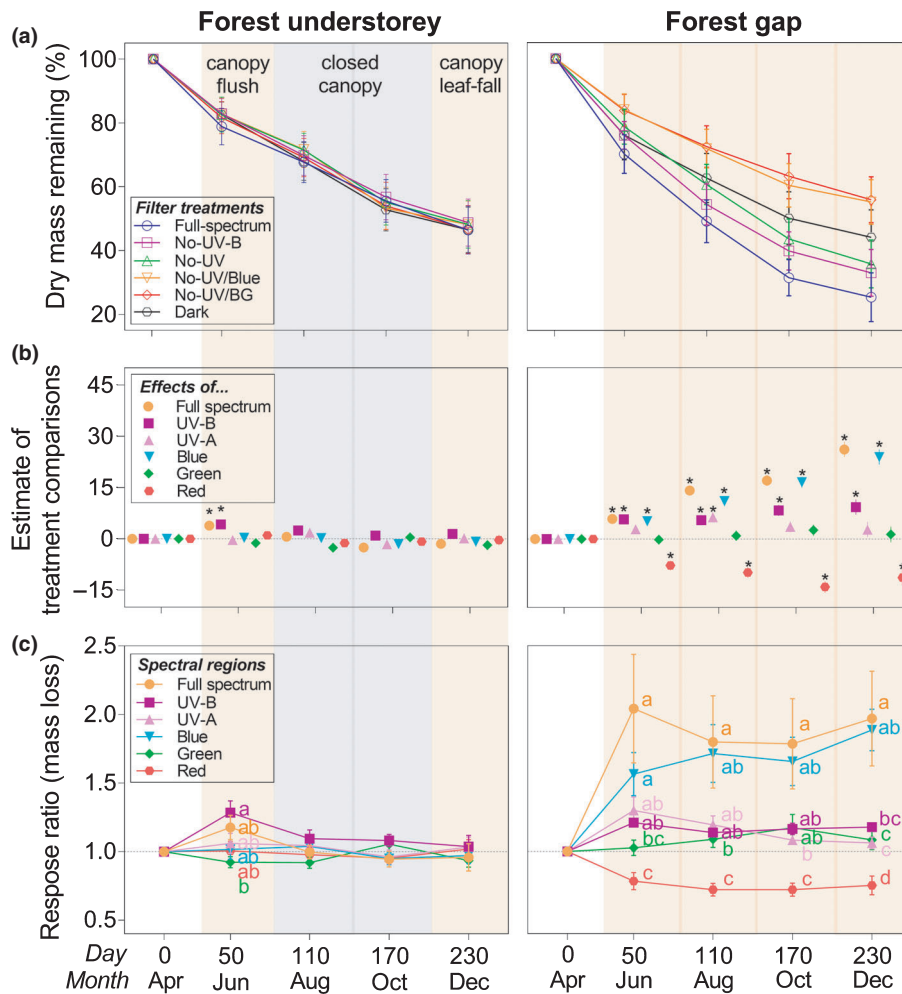 Forest understorey
Forest gap
(a)
Dry mass remaining (%)
100
80
60
40
20
canopy flush
closed canopy
canopy leaf-fall
Filter treatments
Full-spectrum
No-UV-B
No-UV
No-UV/Blue
No-UV/BG
Dark
(b)
Estimate of treatment comparisons
45
30
15
0
−15
Effects of...
Full spectrum
UV-B
UV-A
Blue
Green
Red
* *
* * *
*
* * * *
*
* * *
*
* * *
*
(c)
Respose ratio (mass loss)
2.5
2.0
1.5
1.0
0.5
Spectral regions
Full spectrum
UV-B
UV-A
Blue
Green
Red
a
ab
ab
ab
ab
b
a
a
ab
ab
bc
c
a
ab
ab
ab
b
c
a
ab
ab
b
c
a
ab
bc
c
c
d
Day 0 50 110 170 230
Month Apr Jun Aug Oct Dec
0 50 110 170 230
Apr Jun Aug Oct Dec